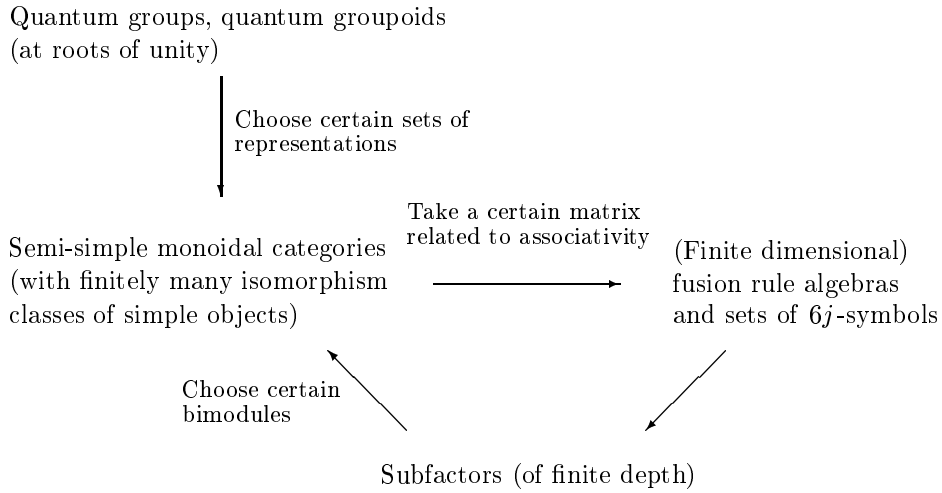 Quantum groups, quantum groupoids
(at roots of unity)
Choose certain sets of
representations
Take a certain matrix
related to associativity
Semi-simple monoidal categories
(with finitely many isomorphism
classes of simple objects)
(Finite dimensional)
fusion rule algebras
and sets of 6j-symbols
Choose certain
bimodules
Subfactors (of finite depth)